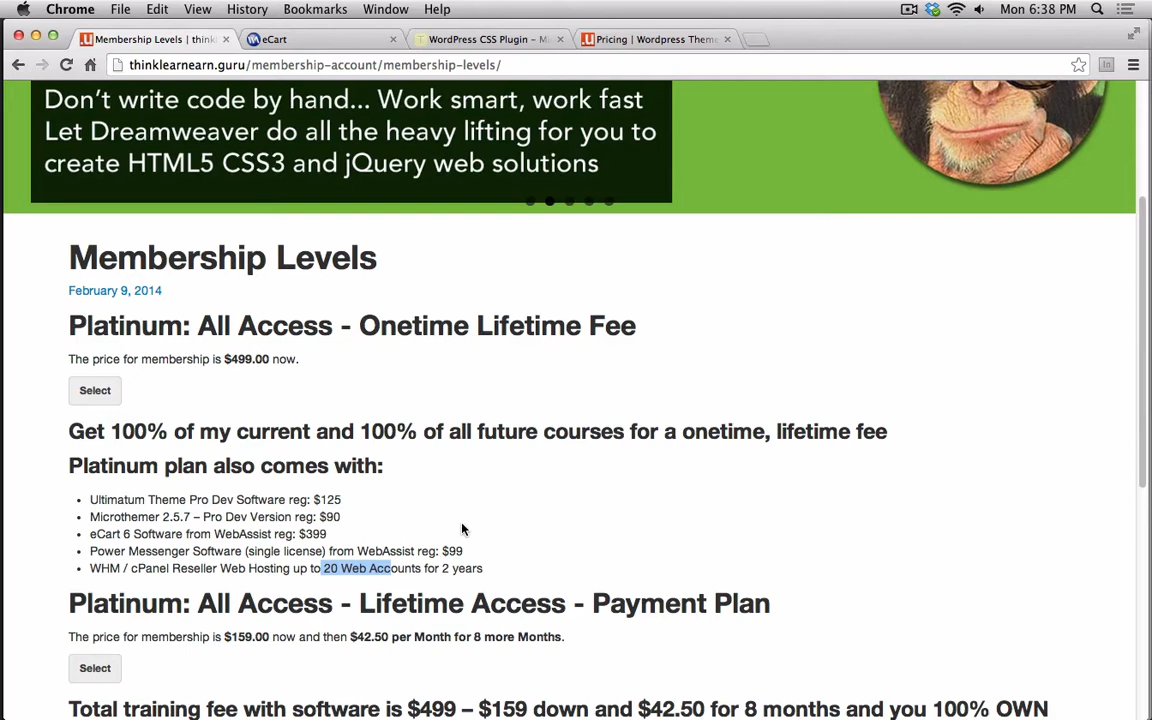 Chrome File Edit View History Bookmarks Window Help Mon 6:38 PM
Membership Levels | think eCart WordPress CSS Plugin – Mi Pricing | Wordpress Theme
thinklearnearn.guru/membership-account/membership-levels/
Don't write code by hand... Work smart, work fast
Let Dreamweaver do all the heavy lifting for you to
create HTML5 CSS3 and jQuery web solutions
Membership Levels
February 9, 2014
Platinum: All Access - Onetime Lifetime Fee
The price for membership is $499.00 now.
Select
Get 100% of my current and 100% of all future courses for a onetime, lifetime fee
Platinum plan also comes with:
• Ultimatum Theme Pro Dev Software reg: $125
• Microthemer 2.5.7 – Pro Dev Version reg: $90
• eCart 6 Software from WebAssist reg: $399
• Power Messenger Software (single license) from WebAssist reg: $99
• WHM / cPanel Reseller Web Hosting up to 20 Web Accounts for 2 years
Platinum: All Access - Lifetime Access - Payment Plan
The price for membership is $159.00 now and then $42.50 per Month for 8 more Months.
Select
Total training fee with software is $499 – $159 down and $42.50 for 8 months and you 100% OWN